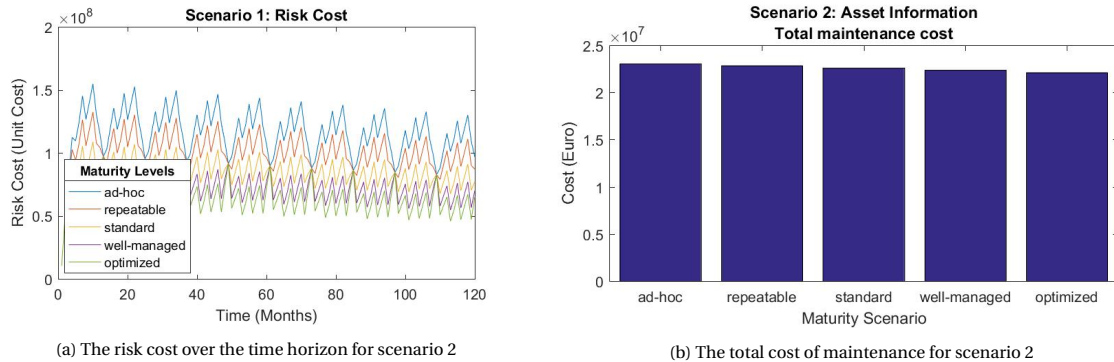 Scenario 1: Risk Cost
×10^8
2
1.5
1
0.5
0
Risk Cost (Unit Cost)
Maturity Levels
ad-hoc
repeatable
standard
well-managed
optimized
0 20 40 60 80 100 120
Time (Months)
(a) The risk cost over the time horizon for scenario 2
Scenario 2: Asset Information
Total maintenance cost
×10^7
2.5
2
1.5
1
0.5
0
Cost (Euro)
ad-hoc repeatable standard well-managed optimized
Maturity Scenario
(b) The total cost of maintenance for scenario 2